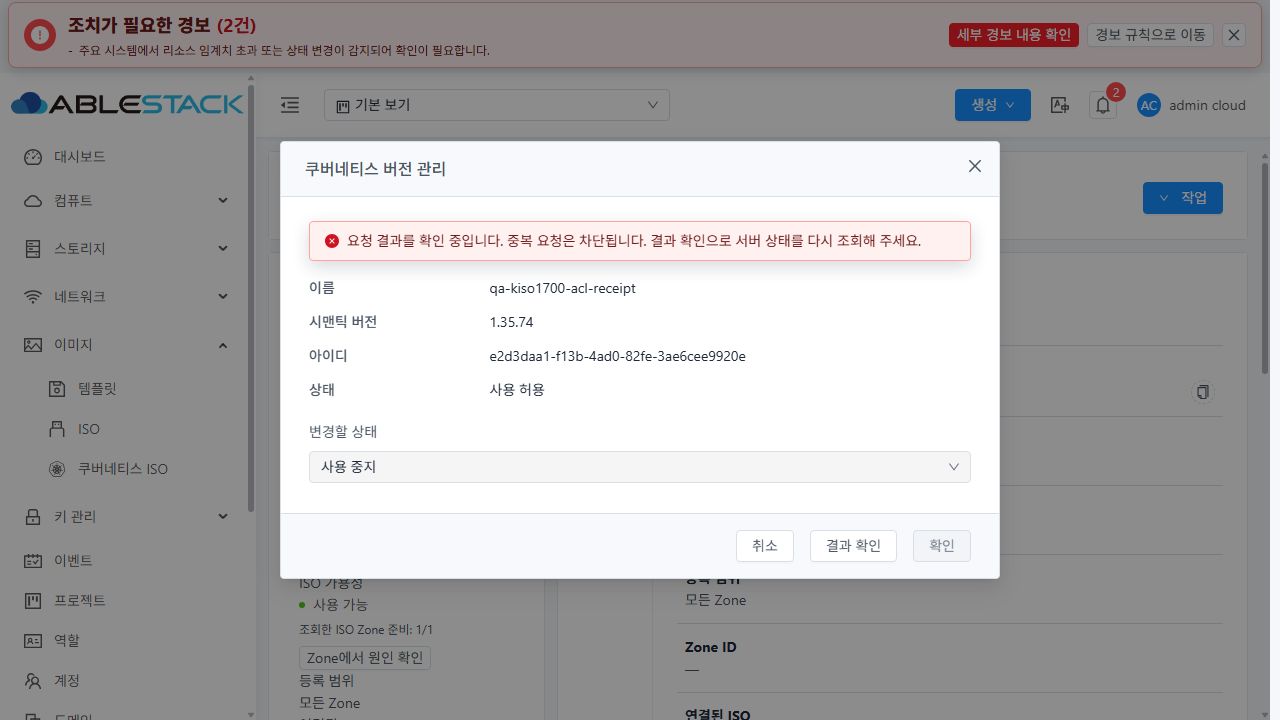 조치가 필요한 경보 (2건)
- 주요 시스템에서 리소스 임계치 초과 또는 상태 변경이 감지되어 확인이 필요합니다.
세부 경보 내용 확인
경보 규칙으로 이동
ABLESTACK
기본 보기
생성
2
AC
admin cloud
대시보드
컴퓨트
스토리지
네트워크
이미지
템플릿
ISO
쿠버네티스 ISO
키 관리
이벤트
프로젝트
역할
계정
도메인
작업
쿠버네티스 버전 관리
요청 결과를 확인 중입니다. 중복 요청은 차단됩니다. 결과 확인으로 서버 상태를 다시 조회해 주세요.
이름 qa-kiso1700-acl-receipt
시맨틱 버전 1.35.74
아이디 e2d3daa1-f13b-4ad0-82fe-3ae6cee9920e
상태 사용 허용
변경할 상태
사용 중지
취소
결과 확인
확인
ISO 가용성
사용 가능
조회한 ISO Zone 준비: 1/1
Zone에서 원인 확인
등록 범위
모든 Zone
등록 범위
모든 Zone
Zone ID
—
연결된 ISO